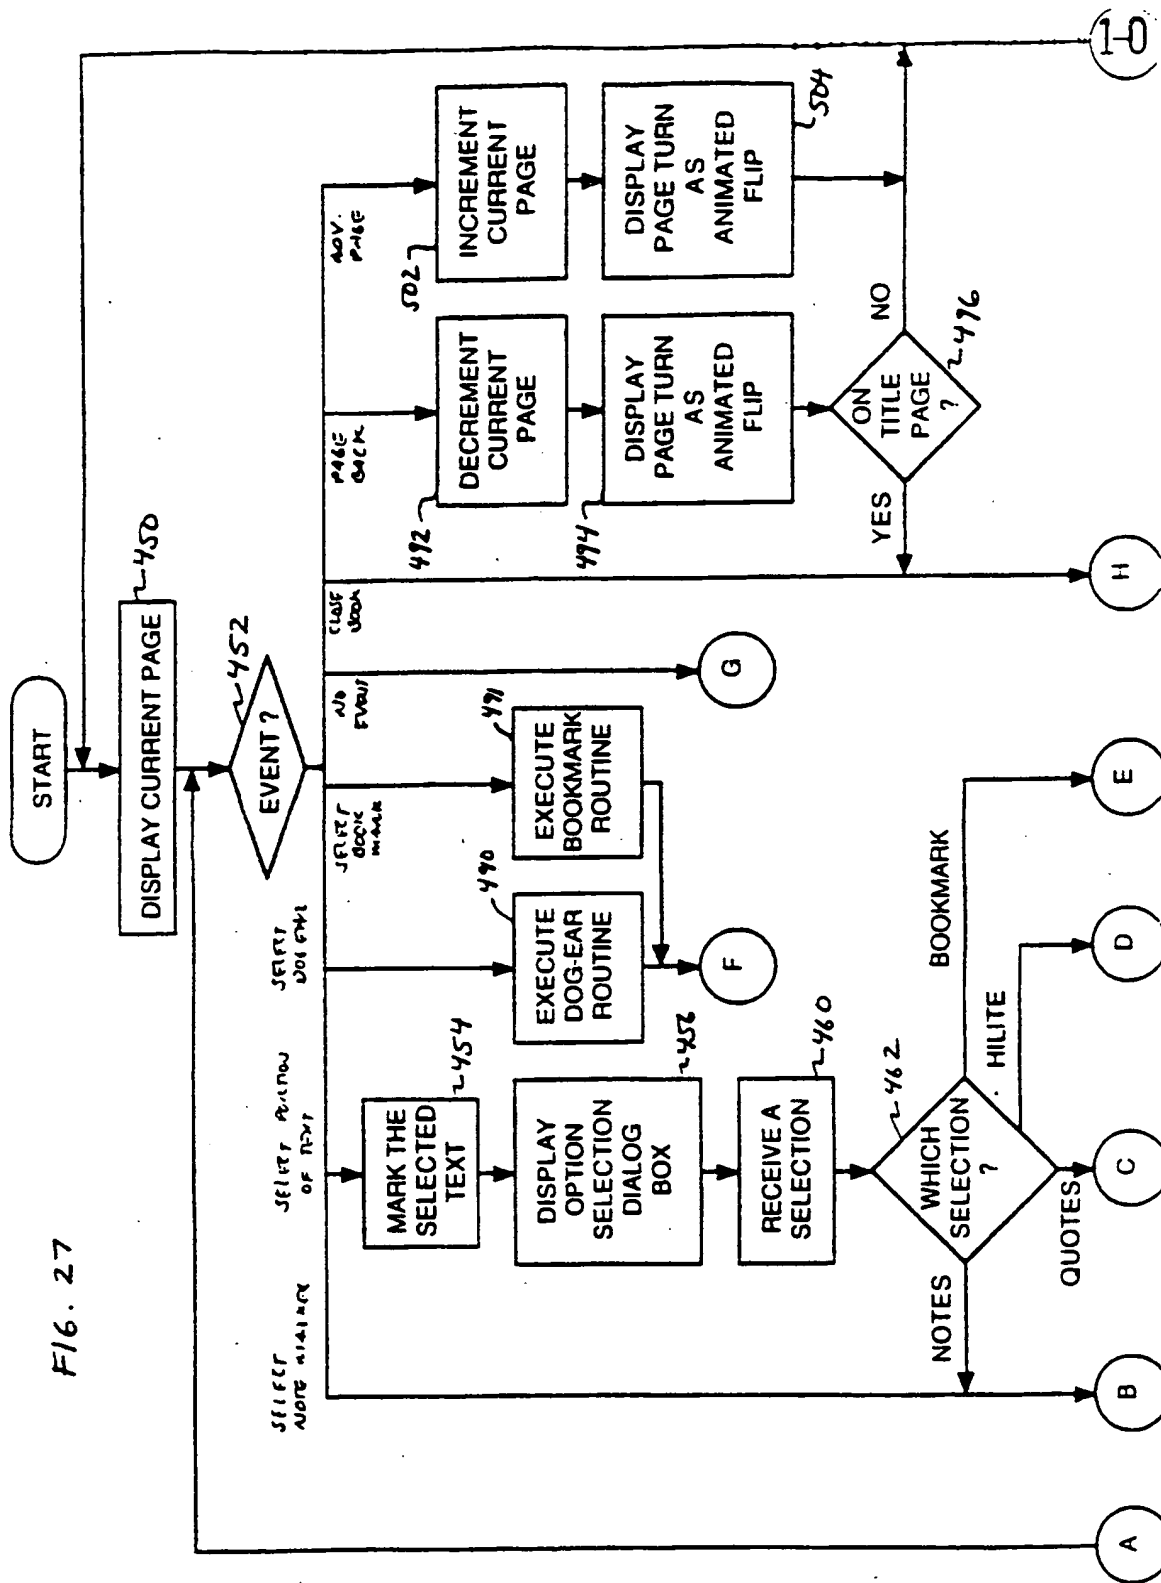 FIG. 27
START
DISPLAY CURRENT PAGE
450
EVENT ?
452
SELECT
NOTE MARKER
SELECT PORTION
OF TEXT
SELECT
DOG EAR
SELECT
BOOK
MARK
NO
EVENT
CLOSE
BOOK
PAGE
BACK
ADV.
PAGE
MARK THE
SELECTED
TEXT
454
DISPLAY
OPTION
SELECTION
DIALOG
BOX
RECEIVE A
SELECTION
460
WHICH
SELECTION
?
462
NOTES
QUOTES
HILITE
BOOKMARK
EXECUTE
DOG-EAR
ROUTINE
490
EXECUTE
BOOKMARK
ROUTINE
491
DECREMENT
CURRENT
PAGE
492
DISPLAY
PAGE TURN
AS
ANIMATED
FLIP
494
ON
TITLE
PAGE
?
496
YES
NO
INCREMENT
CURRENT
PAGE
502
DISPLAY
PAGE TURN
AS
ANIMATED
FLIP
504
A
B
C
D
E
F
G
H
1-0